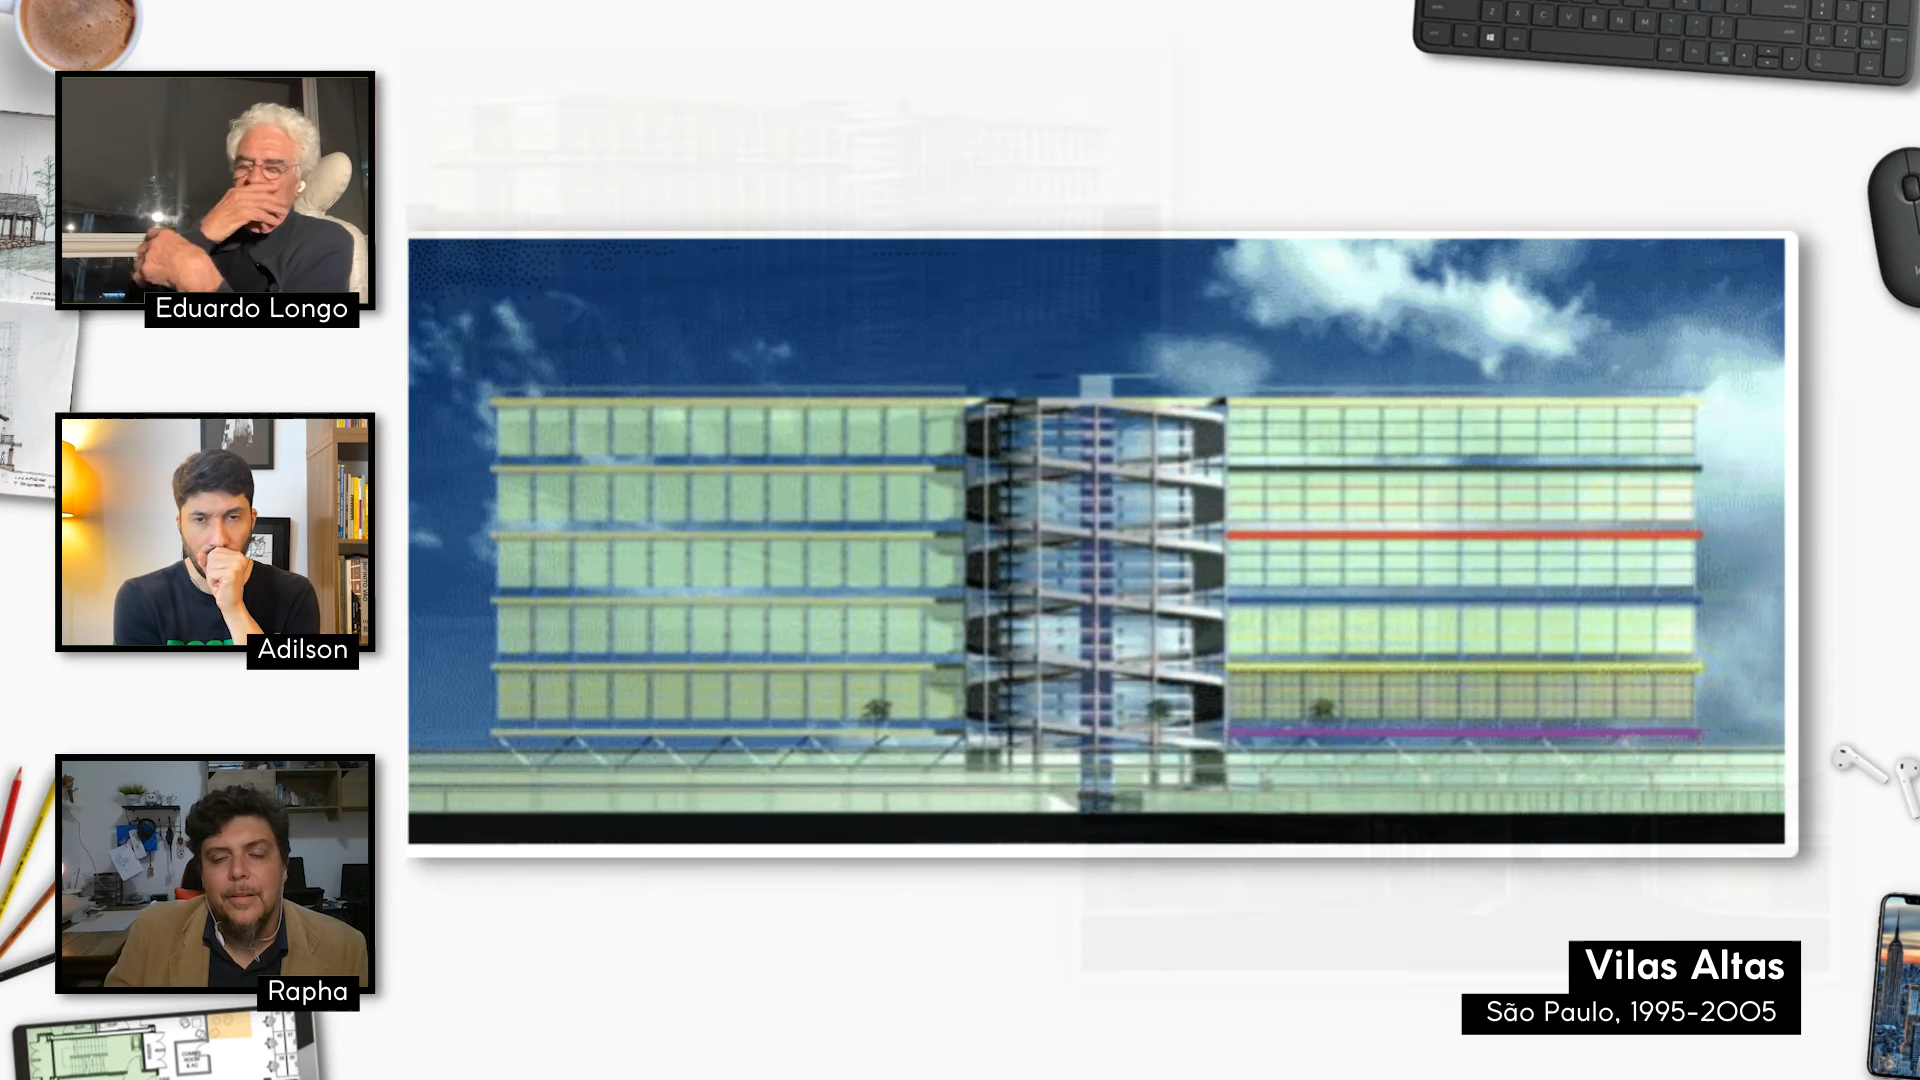 Eduardo Longo
Adilson
Rapha
Vilas Altas
São Paulo, 1995-2005